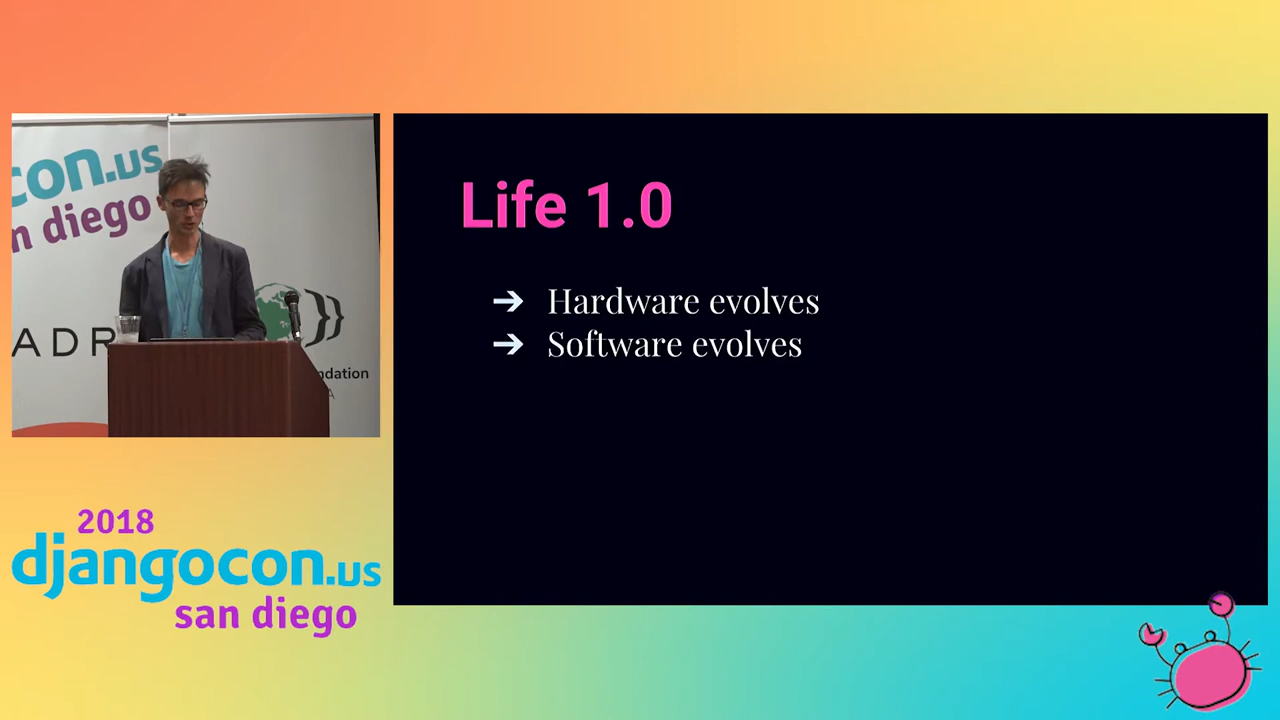 con.us
n diego
ADR
ndation
A
Life 1.0
➔ Hardware evolves
➔ Software evolves
2018
djangocon.us
san diego